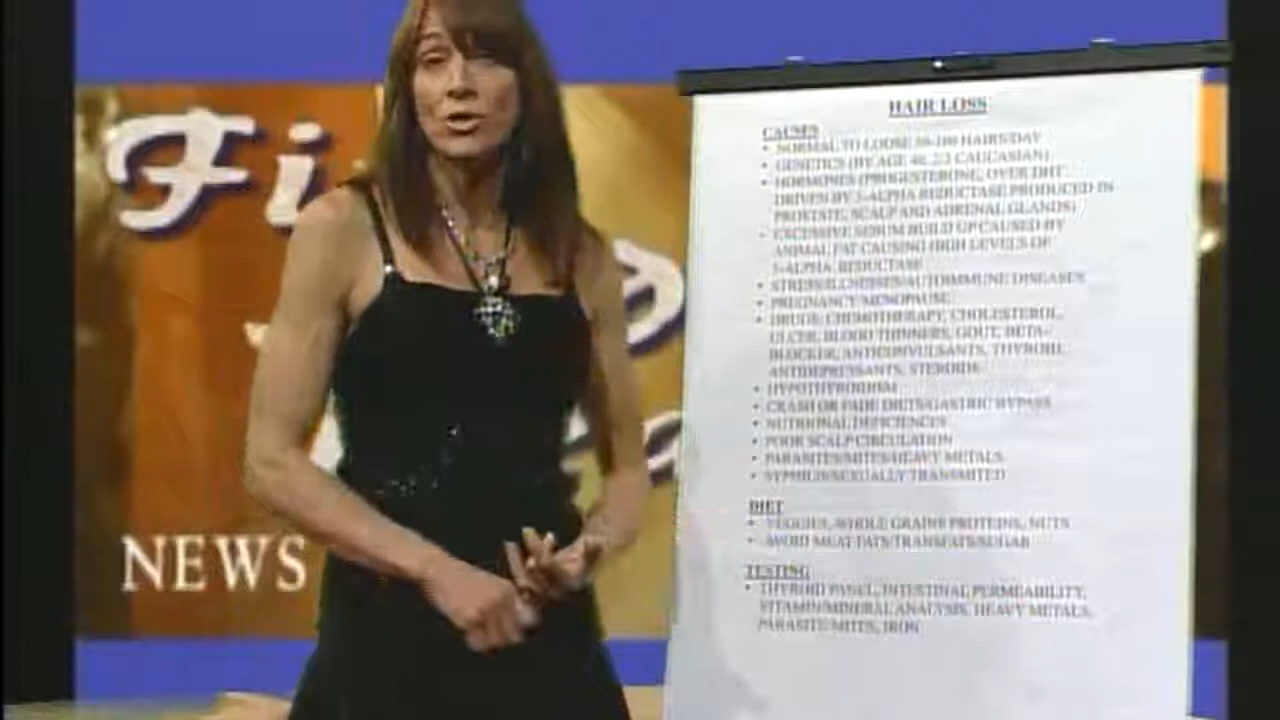 Fi
NEWS
HAIR LOSS
CAUSES
• NORMAL TO LOOSE 50-100 HAIRS/DAY
• GENETICS (BY AGE 40, 2/3 CAUCASIAN)
• HORMONES (PROGESTERONE, OVER DHT
DRIVEN BY 5-ALPHA REDUCTASE PRODUCED IN
PROSTATE, SCALP AND ADRENAL GLANDS)
• EXCESSIVE SEBUM BUILD UP CAUSED BY
ANIMAL FAT CAUSING HIGH LEVELS OF
5-ALPHA REDUCTASE
• STRESS/ILLNESSES/AUTOIMMUNE DISEASES
• PREGNANCY/MENOPAUSE
• DRUGS: CHEMOTHERAPY, CHOLESTEROL,
ULCER, BLOOD THINNERS, GOUT, BETA-
BLOCKER, ANTICONVULSANTS, THYROID,
ANTIDEPRESSANTS, STEROIDS
• HYPOTHYROIDISM
• CRASH OR FADE DIETS/GASTRIC BYPASS
• NUTRITIONAL DEFICIENCES
• POOR SCALP CIRCULATION
• PARASITES/MITES/HEAVY METALS
• SYPHILIS/SEXUALLY TRANSMITED
DIET
• VEGGIES, WHOLE GRAINS PROTEINS, NUTS
• AVOID MEAT FATS/TRANSFATS/SUGAR
TESTING
• THYROID PANEL, INTESTINAL PERMEABILITY,
VITAMIN/MINERAL ANALYSIS, HEAVY METALS,
PARASITE/MITES, IRON